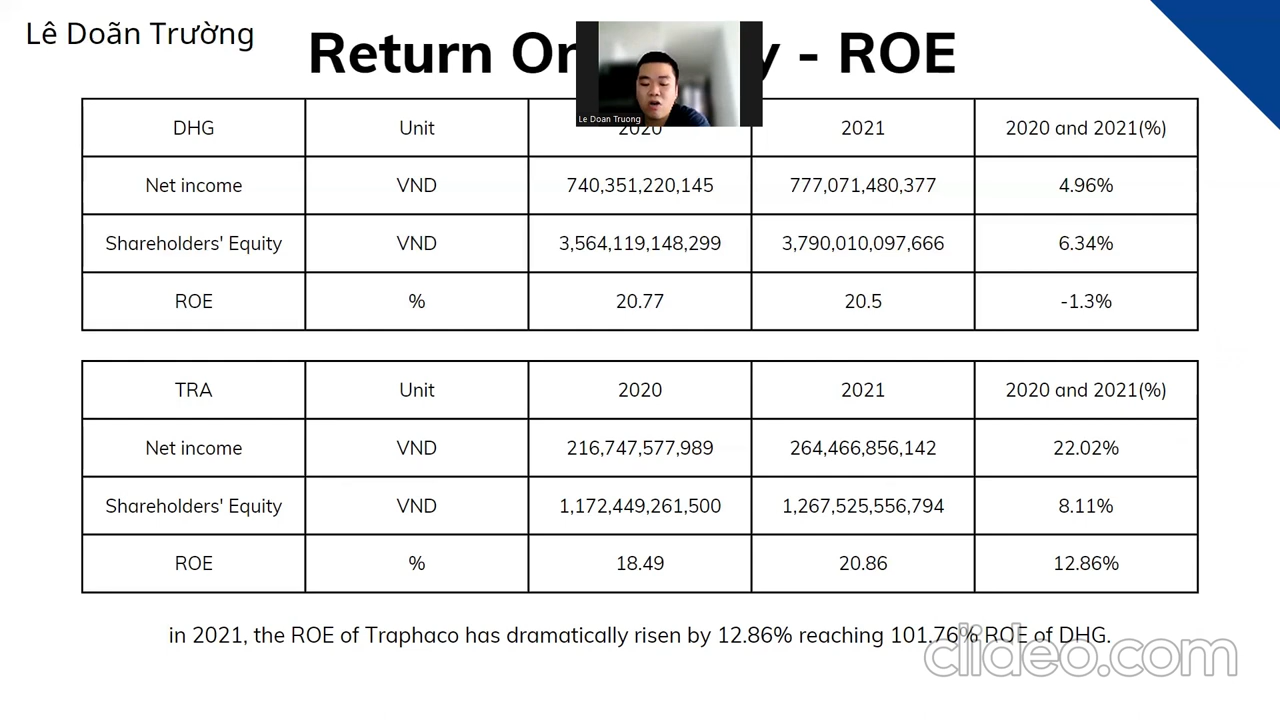 Lê Doãn Trường
Return On y - ROE
Le Doan Truong
DHG Unit 2020 2021 2020 and 2021(%)
Net income VND 740,351,220,145 777,071,480,377 4.96%
Shareholders' Equity VND 3,564,119,148,299 3,790,010,097,666 6.34%
ROE % 20.77 20.5 -1.3%
TRA Unit 2020 2021 2020 and 2021(%)
Net income VND 216,747,577,989 264,466,856,142 22.02%
Shareholders' Equity VND 1,172,449,261,500 1,267,525,556,794 8.11%
ROE % 18.49 20.86 12.86%
in 2021, the ROE of Traphaco has dramatically risen by 12.86% reaching 101.76% ROE of DHG.
clideo.com